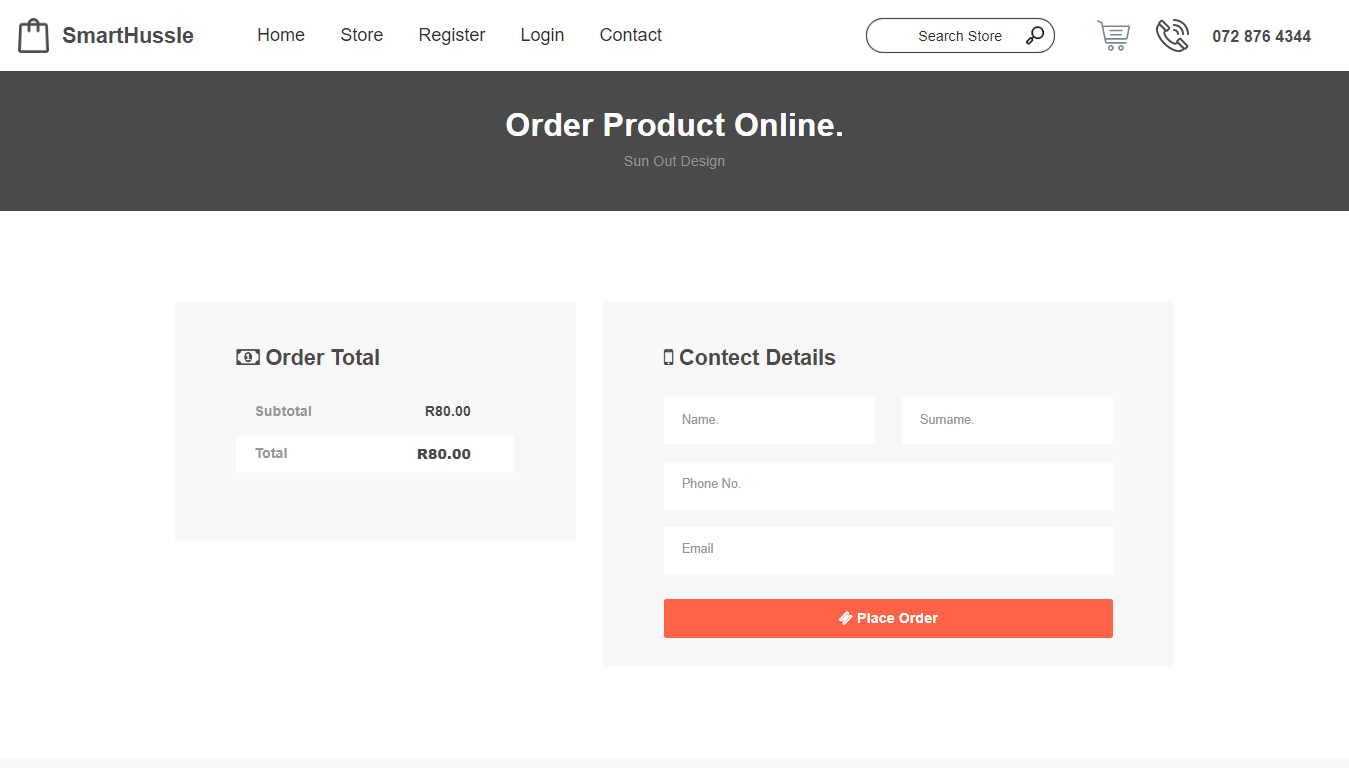 SmartHussle Home Store Register Login Contact Search Store 072 876 4344
Order Product Online.
Sun Out Design
Order Total
Subtotal R80.00
Total R80.00
Contect Details
Name. Surname.
Phone No.
Email
Place Order